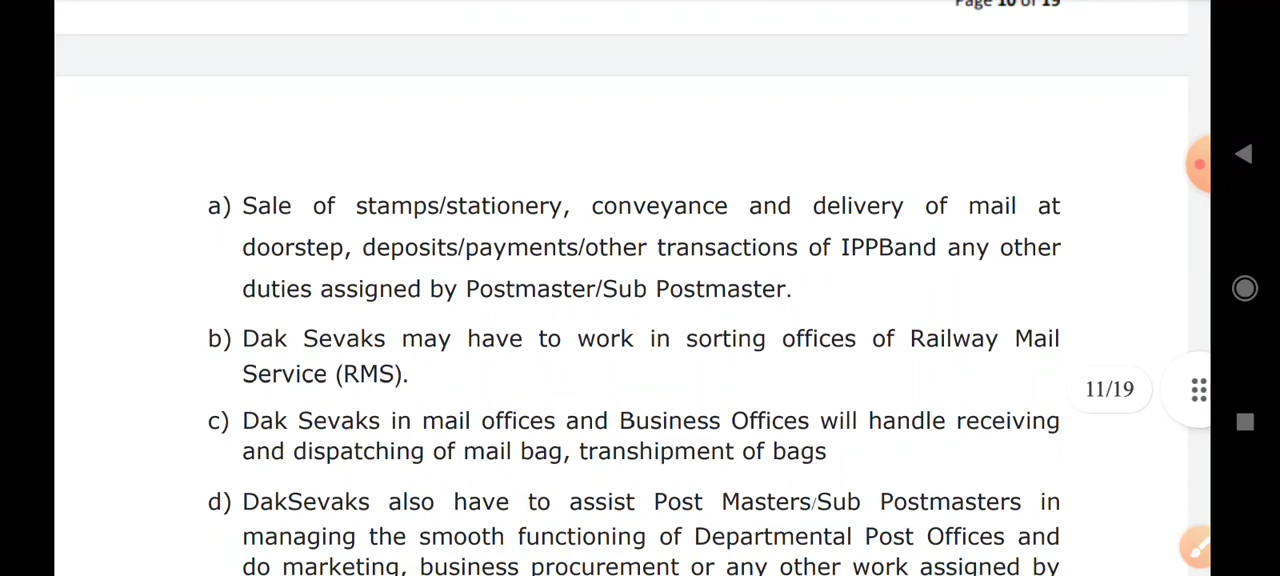 Page 10 of 19
a) Sale of stamps/stationery, conveyance and delivery of mail at
doorstep, deposits/payments/other transactions of IPPBand any other
duties assigned by Postmaster/Sub Postmaster.
b) Dak Sevaks may have to work in sorting offices of Railway Mail
Service (RMS).
11/19
c) Dak Sevaks in mail offices and Business Offices will handle receiving
and dispatching of mail bag, transhipment of bags
d) DakSevaks also have to assist Post Masters/Sub Postmasters in
managing the smooth functioning of Departmental Post Offices and
do marketing, business procurement or any other work assigned by